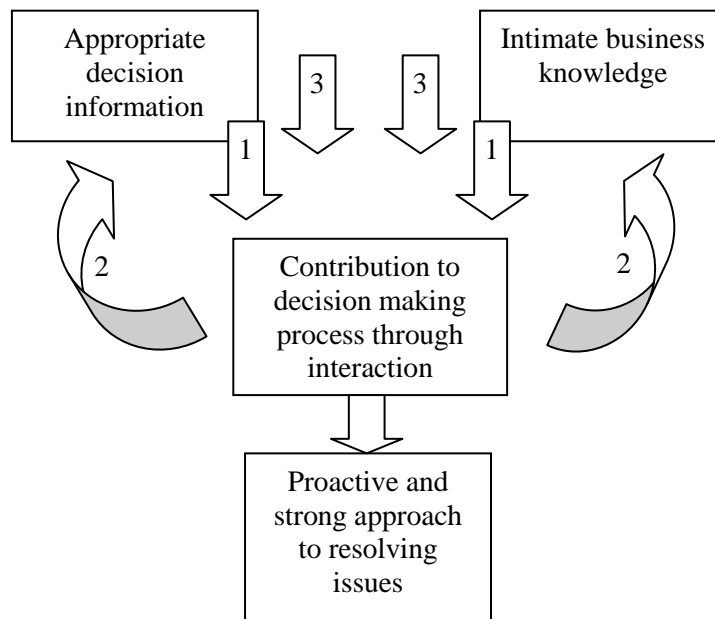 Appropriate
decision
information
Intimate business
knowledge
3
3
1
1
2
2
Contribution to
decision making
process through
interaction
Proactive and
strong approach
to resolving
issues